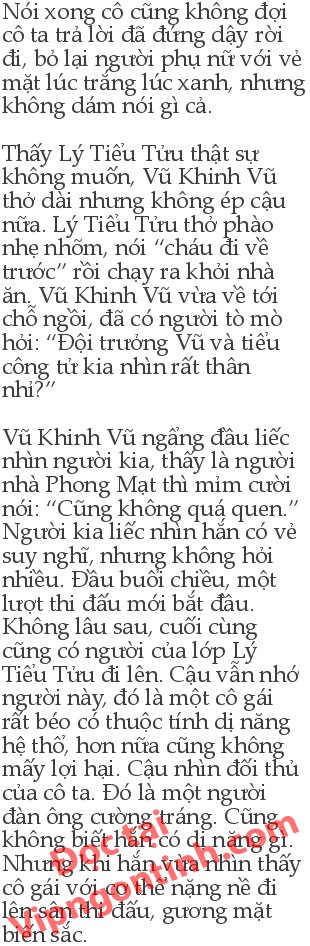 Nói xong cô cũng không đợi
cô ta trả lời đã đứng dậy rời
đi, bỏ lại người phụ nữ với vẻ
mặt lúc trắng lúc xanh, nhưng
không dám nói gì cả.
Thấy Lý Tiểu Tửu thật sự
không muốn, Vũ Khinh Vũ
thở dài nhưng không ép cậu
nữa. Lý Tiểu Tửu thở phào
nhẹ nhõm, nói “cháu đi về
trước” rồi chạy ra khỏi nhà
ăn. Vũ Khinh Vũ vừa về tới
chỗ ngồi, đã có người tò mò
hỏi: “Đội trưởng Vũ và tiểu
công tử kia nhìn rất thân
nhỉ?”
Vũ Khinh Vũ ngẩng đầu liếc
nhìn người kia, thấy là người
nhà Phong Mạt thì mỉm cười
nói: “Cũng không quá quen.”
Người kia liếc nhìn hắn có vẻ
suy nghĩ, nhưng không hỏi
nhiều. Đầu buổi chiều, một
lượt thi đấu mới bắt đầu.
Không lâu sau, cuối cùng
cũng có người của lớp Lý
Tiểu Tửu đi lên. Cậu vẫn nhớ
người này, đó là một cô gái
rất béo có thuộc tính dị năng
hệ thổ, hơn nữa cũng không
mấy lợi hại. Cậu nhìn đối thủ
của cô ta. Đó là một người
đàn ông cường tráng. Cũng
không biết hắn có dị năng gì.
Nhưng khi hắn vừa nhìn thấy
cô gái với cơ thể nặng nề đi
lên sân thi đấu, gương mặt
biến sắc.
Đọc tại
Vipngontinh.com